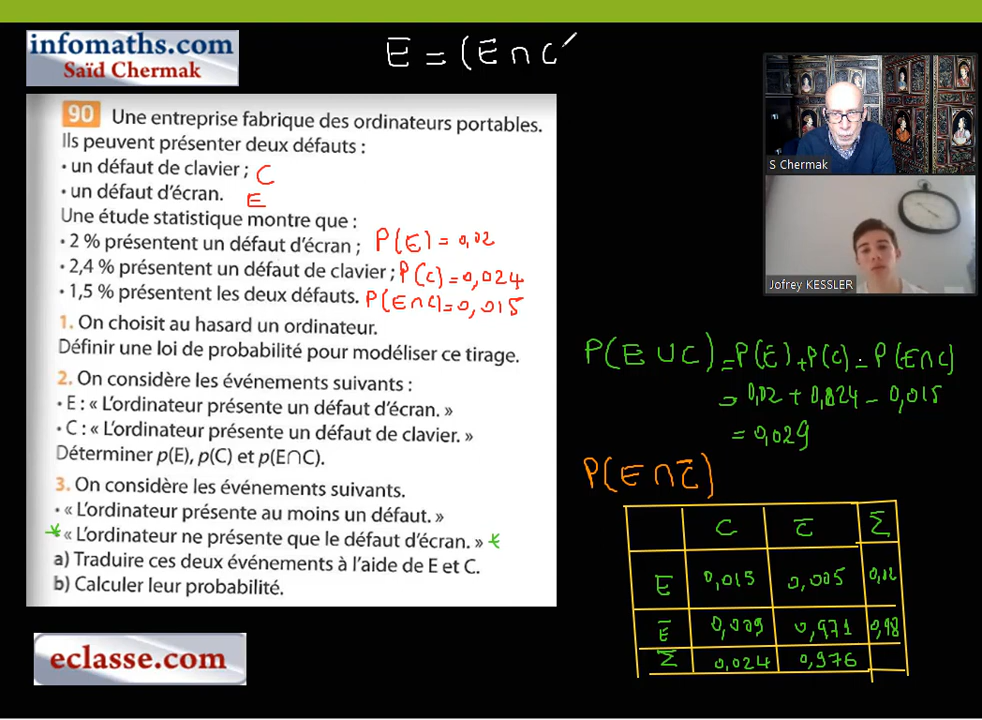 infomaths.com
Saïd Chermak
E = (E ∩ C
90 Une entreprise fabrique des ordinateurs portables.
Ils peuvent présenter deux défauts :
• un défaut de clavier ; C
• un défaut d'écran. E
Une étude statistique montre que :
• 2 % présentent un défaut d'écran ; P(E) = 0,02
• 2,4 % présentent un défaut de clavier ; P(C) = 0,024
• 1,5 % présentent les deux défauts. P(E∩C) = 0,015
1. On choisit au hasard un ordinateur.
Définir une loi de probabilité pour modéliser ce tirage.
2. On considère les événements suivants :
• E : « L'ordinateur présente un défaut d'écran. »
• C : « L'ordinateur présente un défaut de clavier. »
Déterminer p(E), p(C) et p(E∩C).
3. On considère les événements suivants.
• « L'ordinateur présente au moins un défaut. »
* « L'ordinateur ne présente que le défaut d'écran. » *
a) Traduire ces deux événements à l'aide de E et C.
b) Calculer leur probabilité.
eclasse.com
S Chermak
Jofrey KESSLER
P(E ∪ C) = P(E) + P(C) - P(E∩C)
= 0,02 + 0,024 - 0,015
= 0,029
P(E ∩ C̅)
C C̅ Σ
E 0,015 0,005 0,02
E̅ 0,009 0,971 0,98
Σ 0,024 0,976